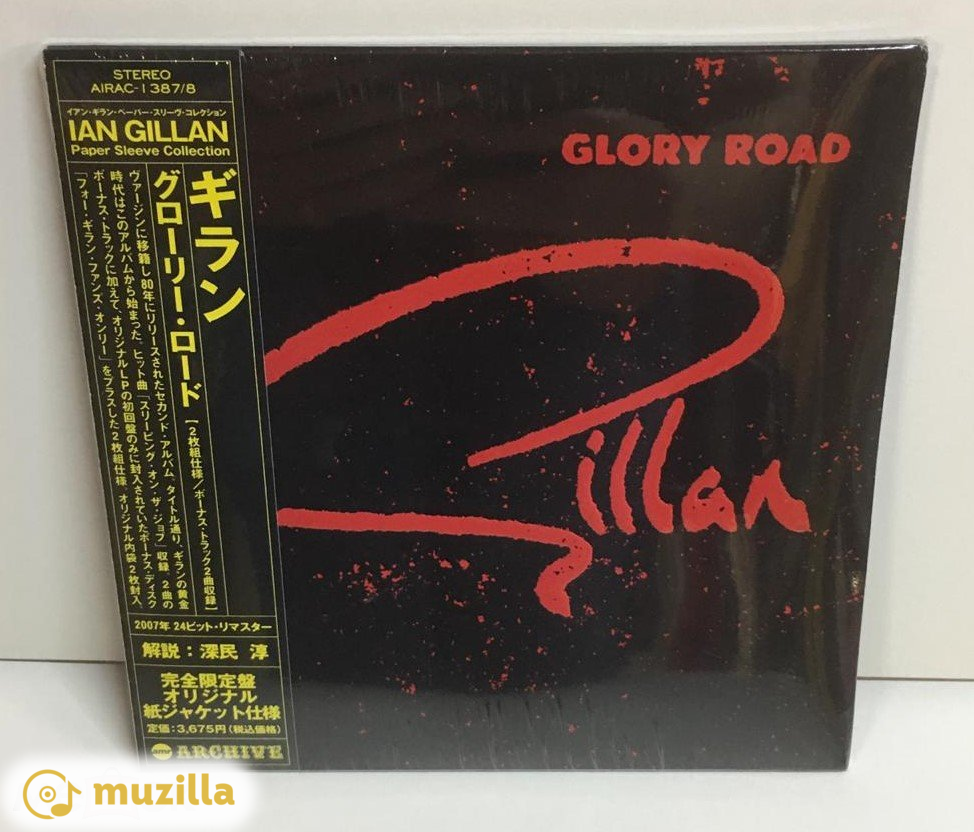 STEREO
AIRAC-1387/8
イアン・ギラン・ペーパー・スリーヴ・コレクション
IAN GILLAN
Paper Sleeve Collection
ギラン
グローリー・ロード
【2枚組仕様/ボーナス・トラック2曲収録】
ヴァージンに移籍し80年にリリースされたセカンド・アルバム。タイトル通り、ギランの黄金
時代はこのアルバムから始まった。ヒット曲「スリーピング・オン・ザ・ジョブ」収録。2曲の
ボーナス・トラックに加えて、オリジナルLPの初回盤のみに封入されていたボーナス・ディスク
「フォー・ギラン・ファンズ・オンリー」をプラスした2枚組仕様 オリジナル内袋2枚封入
2007年 24ビット・リマスター
解説:深民 淳
完全限定盤
オリジナル
紙ジャケット仕様
定価:3,675円(税込価格)
ARCHIVE
GLORY ROAD
Gillan
muzilla